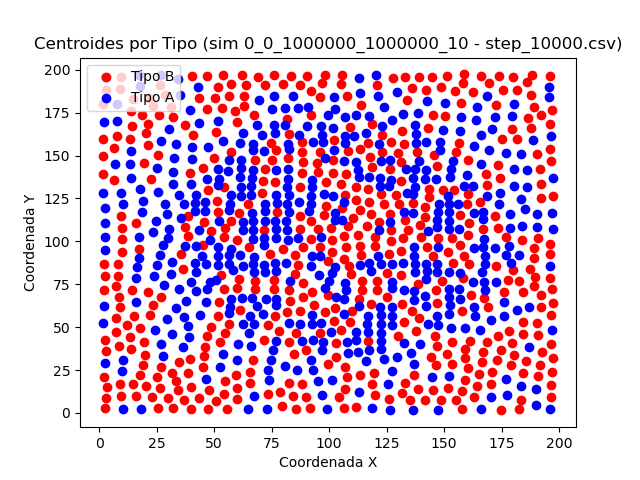 Centroides por Tipo (sim 0_0_1000000_1000000_10 - step_10000.csv)
Tipo B
Tipo A
200
175
150
125
100
75
50
25
0
Coordenada Y
0 25 50 75 100 125 150 175 200
Coordenada X